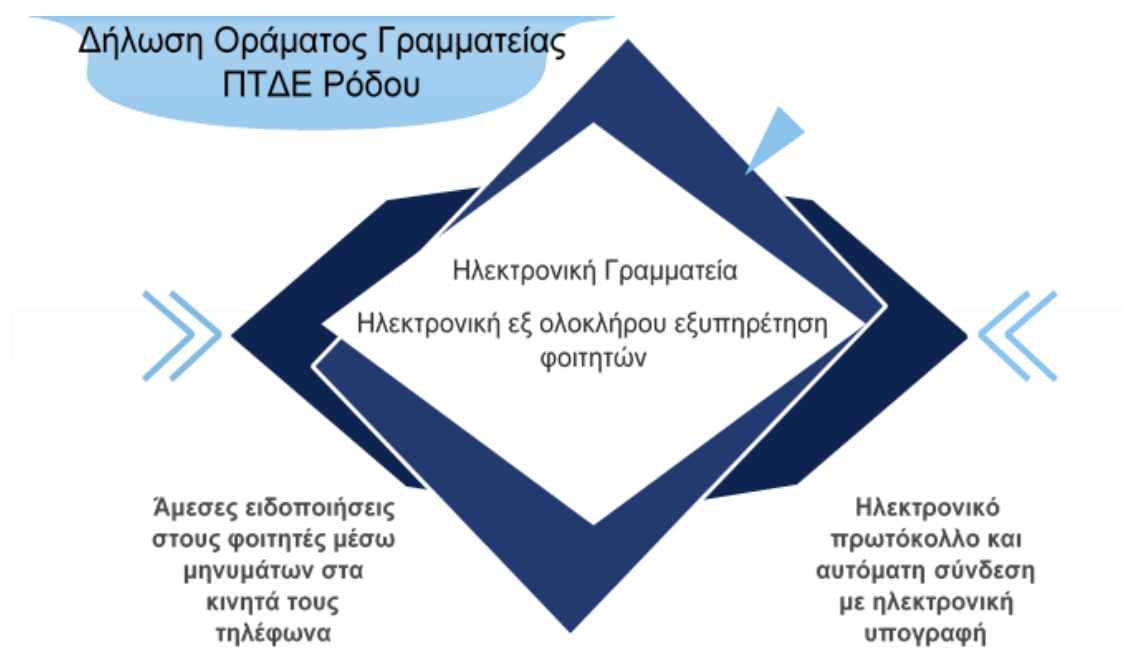 Δήλωση Οράματος Γραμματείας
ΠΤΔΕ Ρόδου
Ηλεκτρονική Γραμματεία
Ηλεκτρονική εξ ολοκλήρου εξυπηρέτηση
φοιτητών
Άμεσες ειδοποιήσεις
στους φοιτητές μέσω
μηνυμάτων στα
κινητά τους
τηλέφωνα
Ηλεκτρονικό
πρωτόκολλο και
αυτόματη σύνδεση
με ηλεκτρονική
υπογραφή